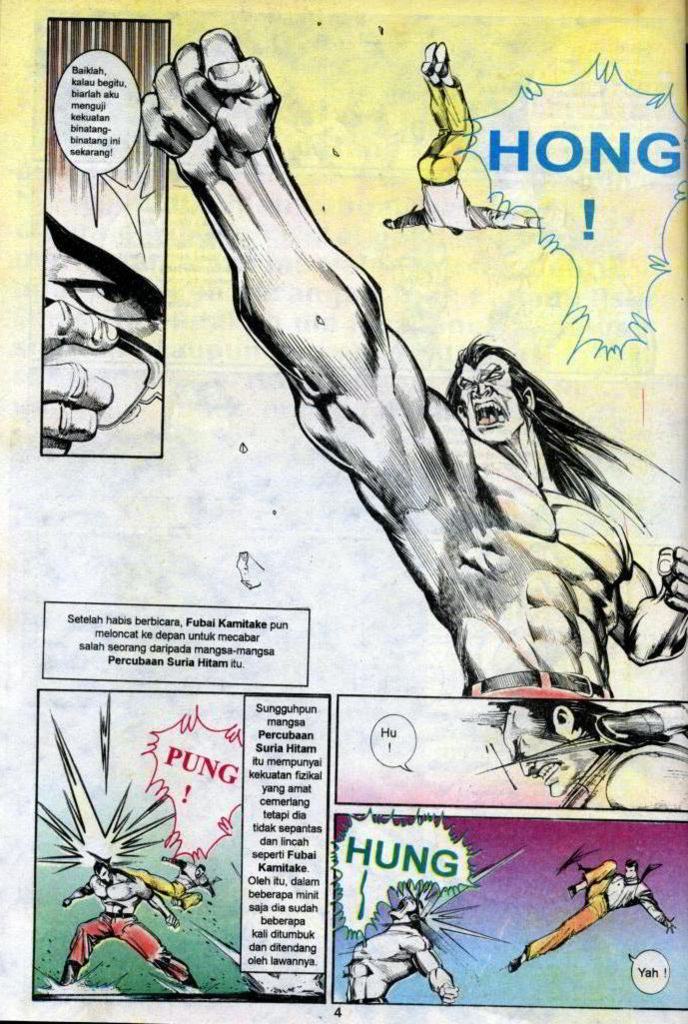 Baiklah,
kalau begitu,
biarlah aku
menguji
kekuatan
binatang-
binatang ini
sekarang!
HONG
!
Setelah habis berbicara, Fubai Kamitake pun
meloncat ke depan untuk mecabar
salah seorang daripada mangsa-mangsa
Percubaan Suria Hitam itu.
PUNG
!
Sungguhpun
mangsa
Percubaan
Suria Hitam
itu mempunyai
kekuatan fizikal
yang amat
cemerlang
tetapi dia
tidak sepantas
dan lincah
seperti Fubai
Kamitake.
Oleh itu, dalam
beberapa minit
saja dia sudah
beberapa
kali ditumbuk
dan ditendang
oleh lawannya.
Hu
!
HUNG
!
Yah !
4